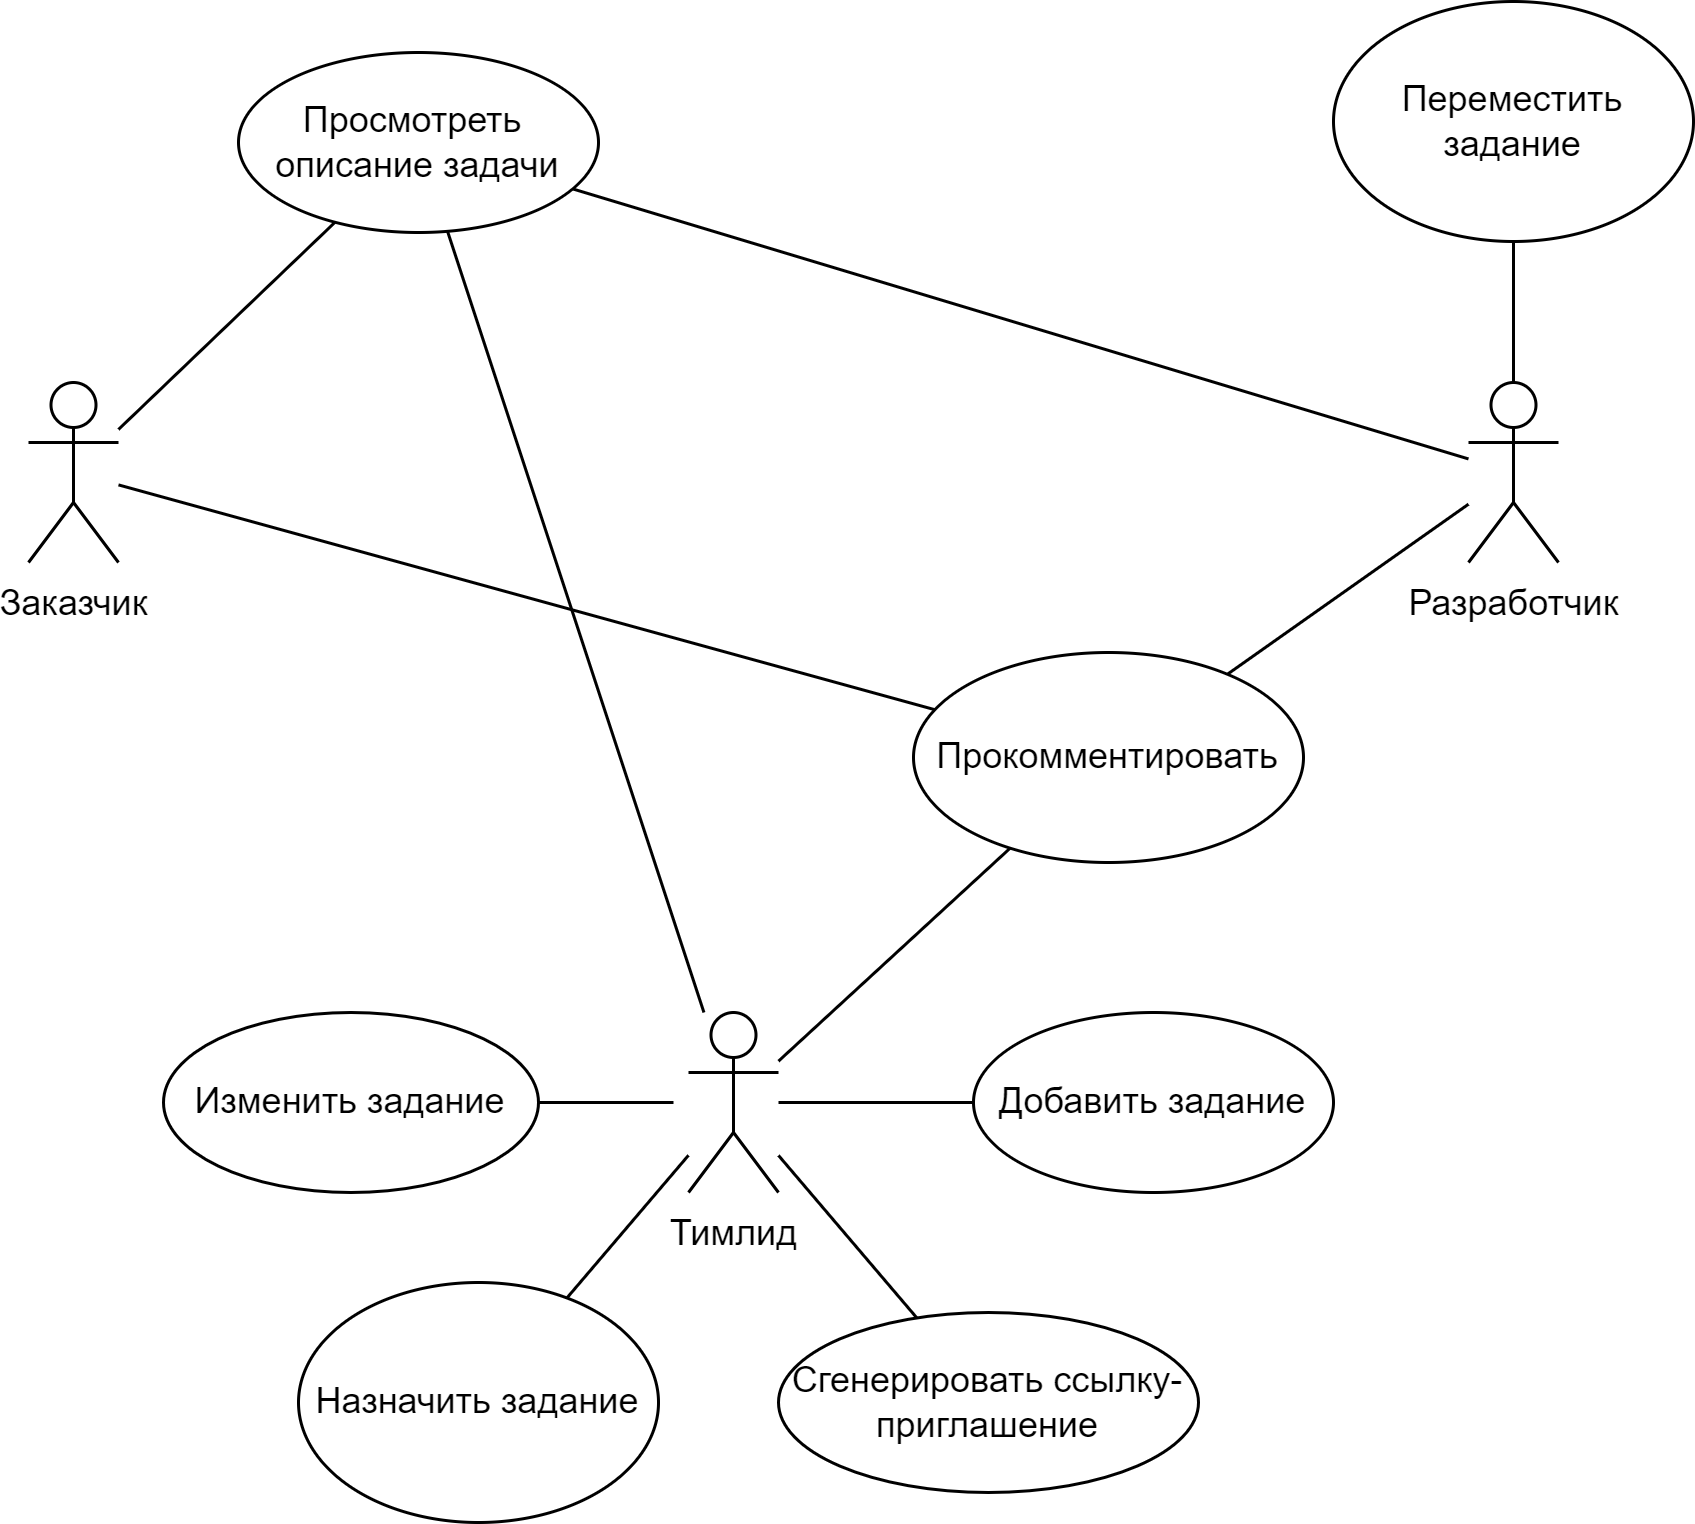 Просмотреть
описание задачи
Переместить
задание
Заказчик
Разработчик
Прокомментировать
Изменить задание
Добавить задание
Тимлид
Назначить задание
Сгенерировать ссылку-
приглашение